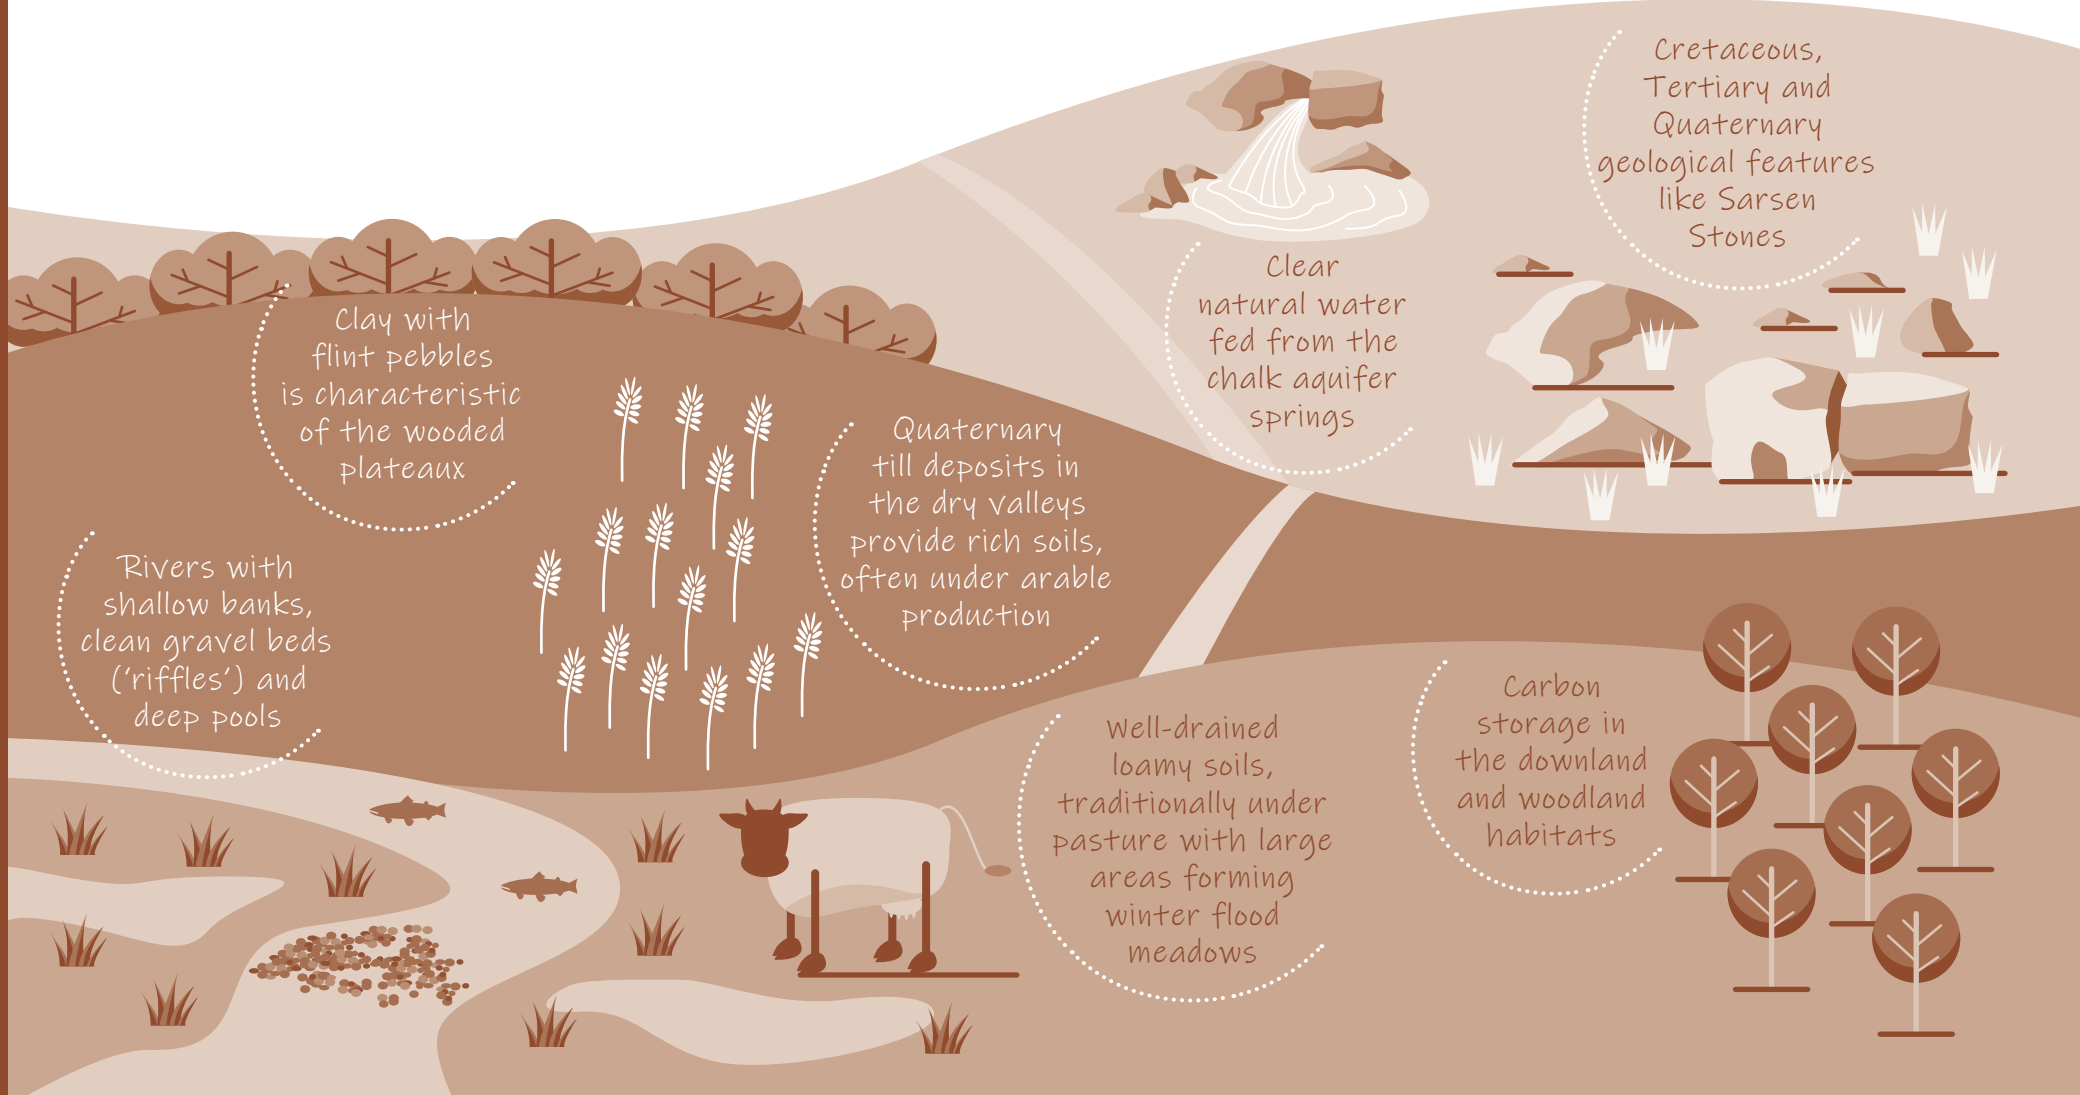 Cretaceous,
Tertiary and
Quaternary
geological features
like Sarsen
Stones
Clear
natural water
fed from the
chalk aquifer
springs
Clay with
flint pebbles
is characteristic
of the wooded
plateaux
Quaternary
till deposits in
the dry valleys
provide rich soils,
often under arable
production
Rivers with
shallow banks,
clean gravel beds
('riffles') and
deep pools
Well-drained
loamy soils,
traditionally under
pasture with large
areas forming
winter flood
meadows
Carbon
storage in
the downland
and woodland
habitats